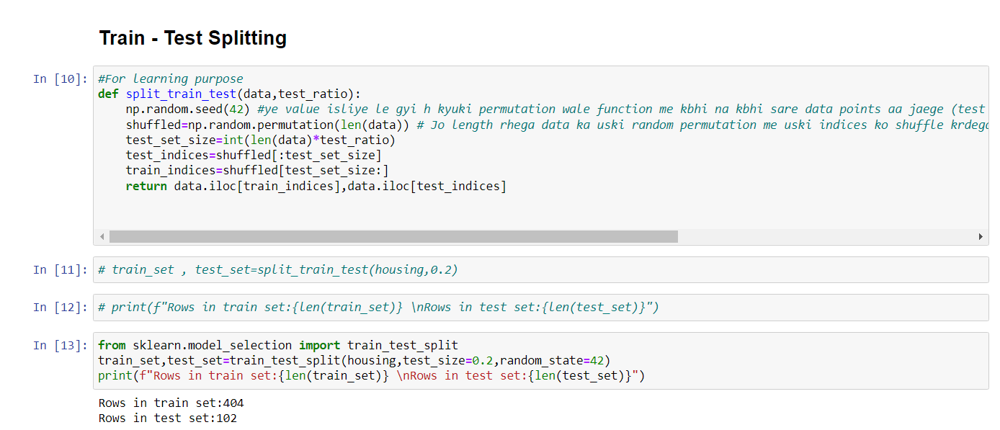 Train - Test Splitting
In [10]:
#For learning purpose
def split_train_test(data,test_ratio):
    np.random.seed(42) #ye value isliye le gyi h kyuki permutation wale function me kbhi na kbhi sare data points aa jaege (test
    shuffled=np.random.permutation(len(data)) # Jo length rhega data ka uski random permutation me uski indices ko shuffle
    test_set_size=int(len(data)*test_ratio)
    test_indices=shuffled[:test_set_size]
    train_indices=shuffled[test_set_size:]
    return data.iloc[train_indices],data.iloc[test_indices]
In [11]:
# train_set , test_set=split_train_test(housing,0.2)
In [12]:
# print(f"Rows in train set:{len(train_set)} \nRows in test set:{len(test_set)}")
In [13]:
from sklearn.model_selection import train_test_split
train_set,test_set=train_test_split(housing,test_size=0.2,random_state=42)
print(f"Rows in train set:{len(train_set)} \nRows in test set:{len(test_set)}")
Rows in train set:404
Rows in test set:102